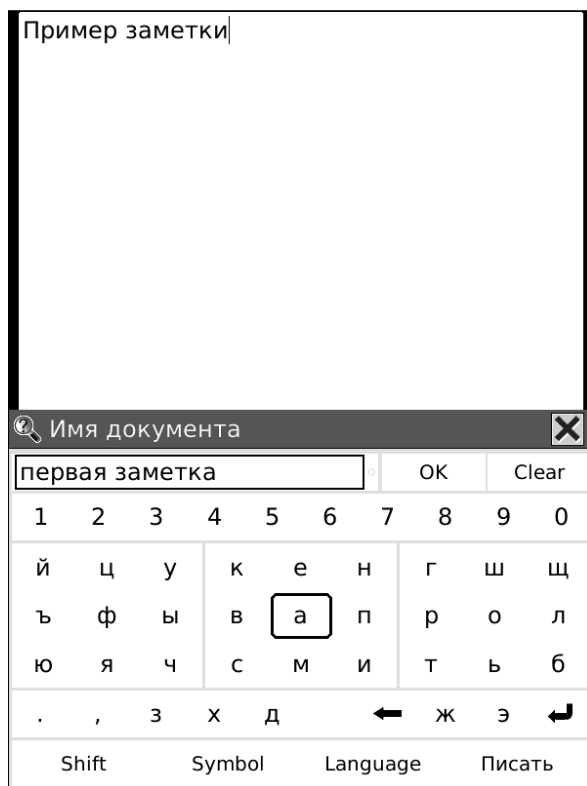 Пример заметки
Имя документа
первая заметка OK Clear
1 2 3 4 5 6 7 8 9 0
й ц у к е н г ш щ
ъ ф ы в а п р о л
ю я ч с м и т ь б
. , з х д ж э
Shift Symbol Language Писать